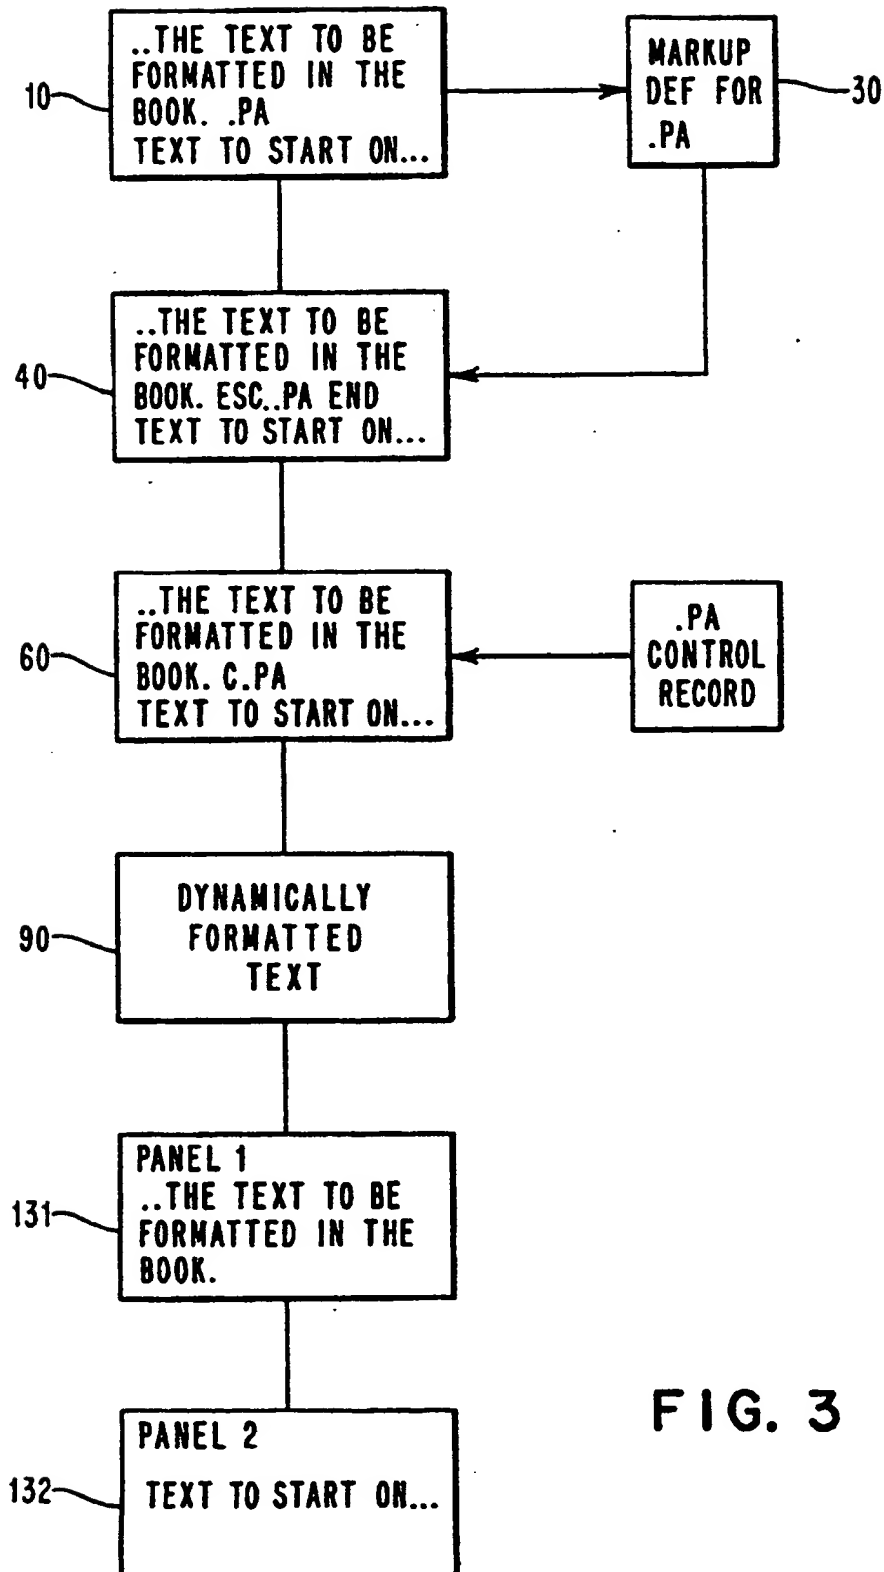 ..THE TEXT TO BE
FORMATTED IN THE
BOOK. .PA
TEXT TO START ON...
10
MARKUP
DEF FOR
.PA
30
..THE TEXT TO BE
FORMATTED IN THE
BOOK. ESC..PA END
TEXT TO START ON...
40
..THE TEXT TO BE
FORMATTED IN THE
BOOK. C.PA
TEXT TO START ON...
60
.PA
CONTROL
RECORD
DYNAMICALLY
FORMATTED
TEXT
90
PANEL 1
..THE TEXT TO BE
FORMATTED IN THE
BOOK.
131
PANEL 2
TEXT TO START ON...
132
FIG. 3